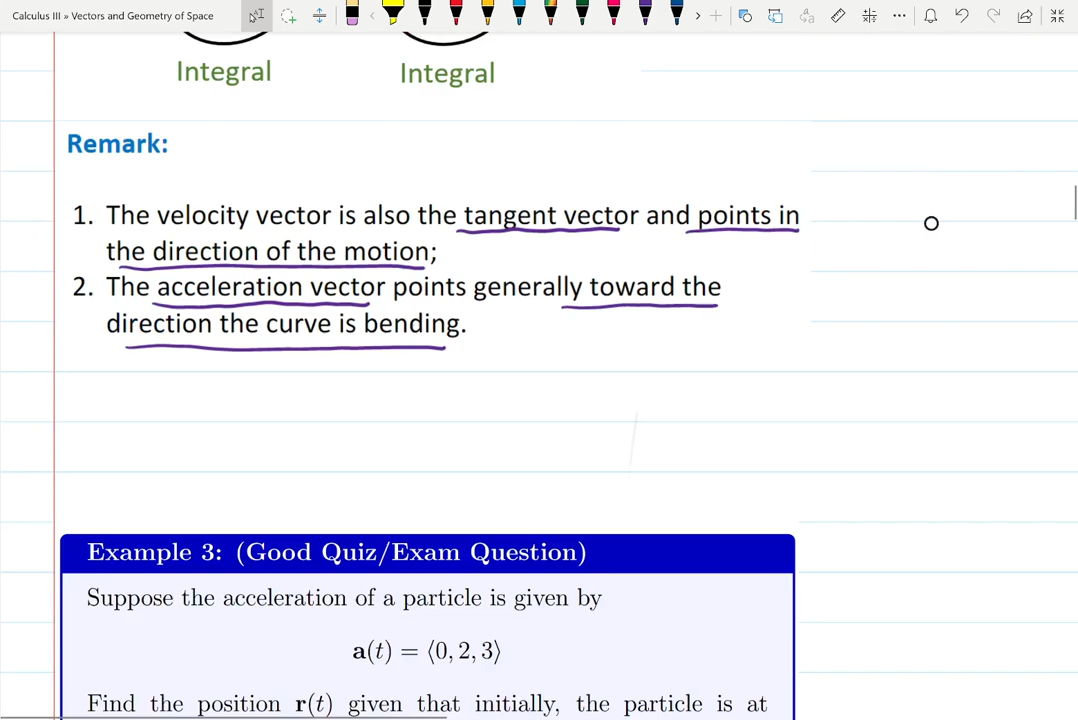 Calculus III » Vectors and Geometry of Space
Integral Integral
Remark:
1. The velocity vector is also the tangent vector and points in
the direction of the motion;
2. The acceleration vector points generally toward the
direction the curve is bending.
Example 3: (Good Quiz/Exam Question)
Suppose the acceleration of a particle is given by
a(t) = ⟨0, 2, 3⟩
Find the position r(t) given that initially, the particle is at